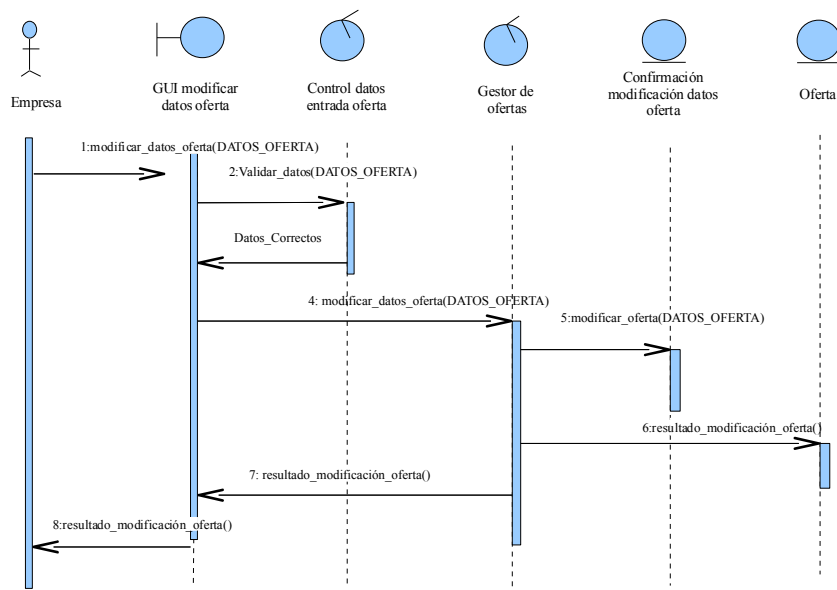 Empresa
GUI modificar
datos oferta
Control datos
entrada oferta
Gestor de
ofertas
Confirmación
modificación datos
oferta
Oferta
1:modificar_datos_oferta(DATOS_OFERTA)
2:Validar_datos(DATOS_OFERTA)
Datos_Correctos
4: modificar_datos_oferta(DATOS_OFERTA)
5:modificar_oferta(DATOS_OFERTA)
6:resultado_modificación_oferta()
7: resultado_modificación_oferta()
8:resultado_modificación_oferta()